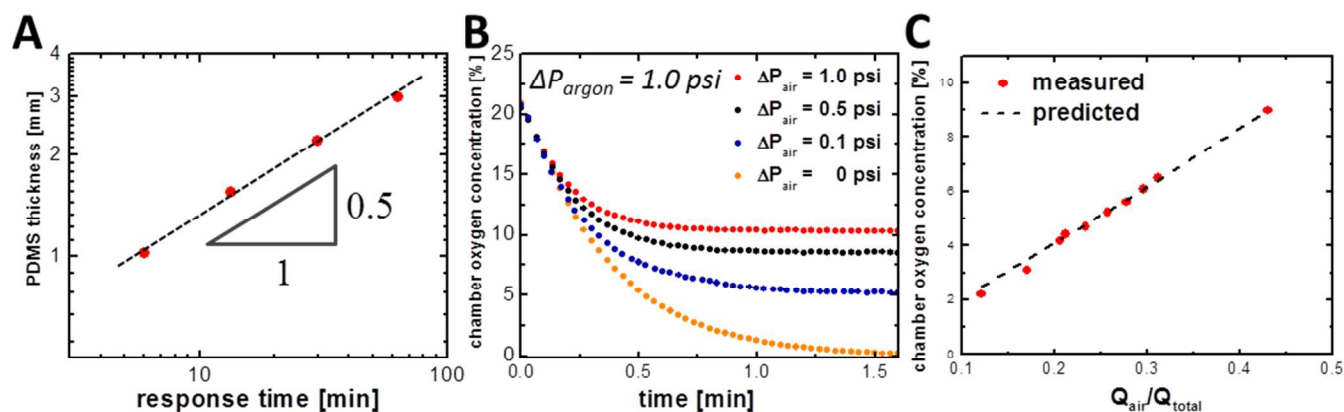 A
PDMS thickness [mm]
4
3
2
1
0.5
1
10
100
response time [min]
B
chamber oxygen concentration [%]
25
20
15
10
5
0
ΔPargon = 1.0 psi
ΔPair = 1.0 psi
ΔPair = 0.5 psi
ΔPair = 0.1 psi
ΔPair = 0 psi
0.0
0.5
1.0
1.5
time [min]
C
chamber oxygen concentration [%]
10
8
6
4
2
0
measured
predicted
0.1
0.2
0.3
0.4
0.5
Qair/Qtotal